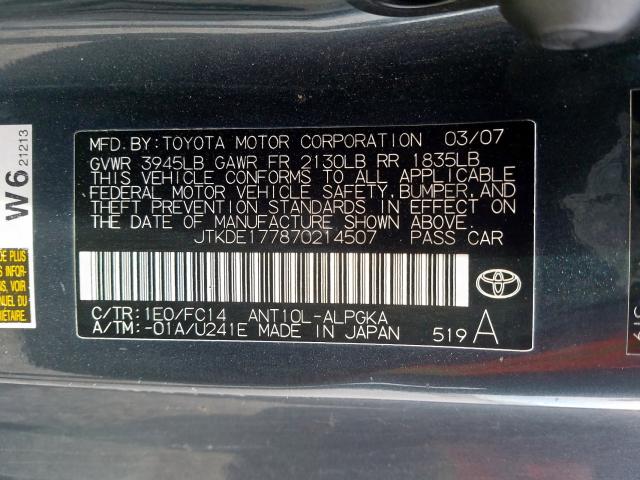 MFD.BY:TOYOTA MOTOR CORPORATION 03/07
GVWR 3945LB GAWR FR 2130LB RR 1835LB
THIS VEHICLE CONFORMS TO ALL APPLICABLE
FEDERAL MOTOR VEHICLE SAFETY, BUMPER, AND
THEFT PREVENTION STANDARDS IN EFFECT ON
THE DATE OF MANUFACTURE SHOWN ABOVE.
JTKDE177870214507 PASS CAR
C/TR:1E0/FC14 ANT10L-ALPGKA
A/TM:-01A/U241E MADE IN JAPAN 519 A
W6 21213
DE PLUS